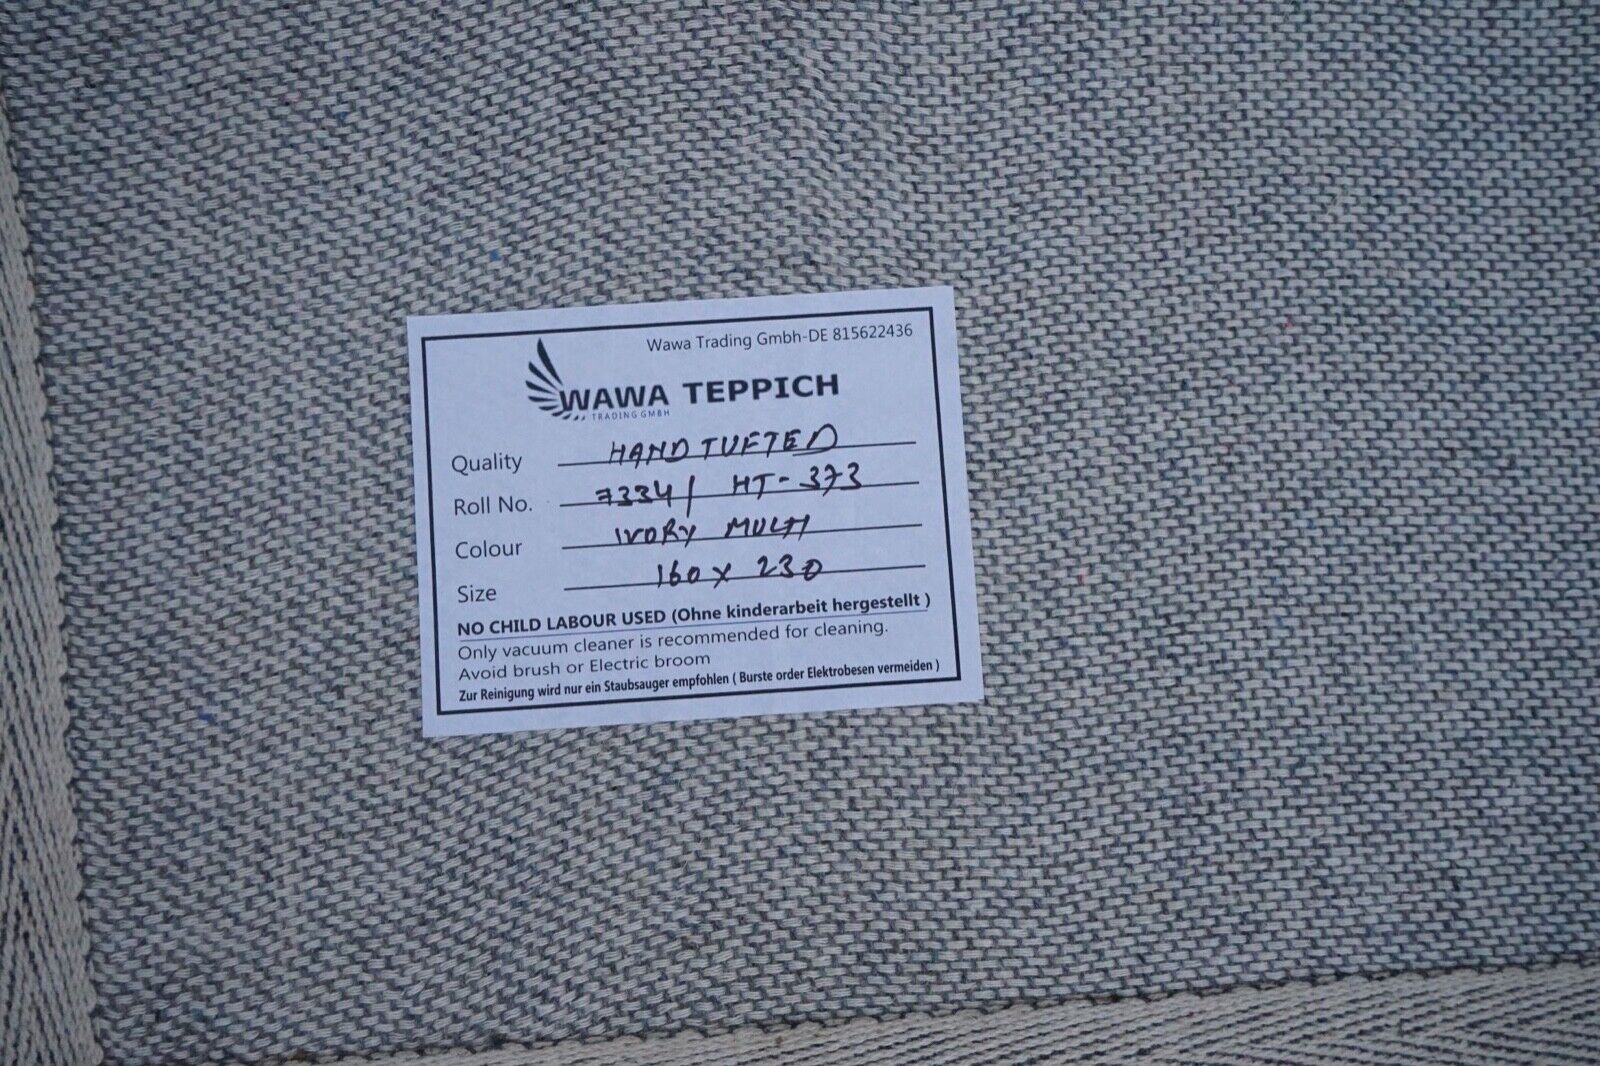 Wawa Trading Gmbh-DE 815622436
WAWA TEPPICH
TRADING GMBH
Quality HAND TUFTED
Roll No. 7334/ HT-373
Colour IVORY MULTI
Size 160 x 230
NO CHILD LABOUR USED (Ohne kinderarbeit hergestellt )
Only vacuum cleaner is recommended for cleaning.
Avoid brush or Electric broom
Zur Reinigung wird nur ein Staubsauger empfohlen ( Burste order Elektrobesen vermeiden )